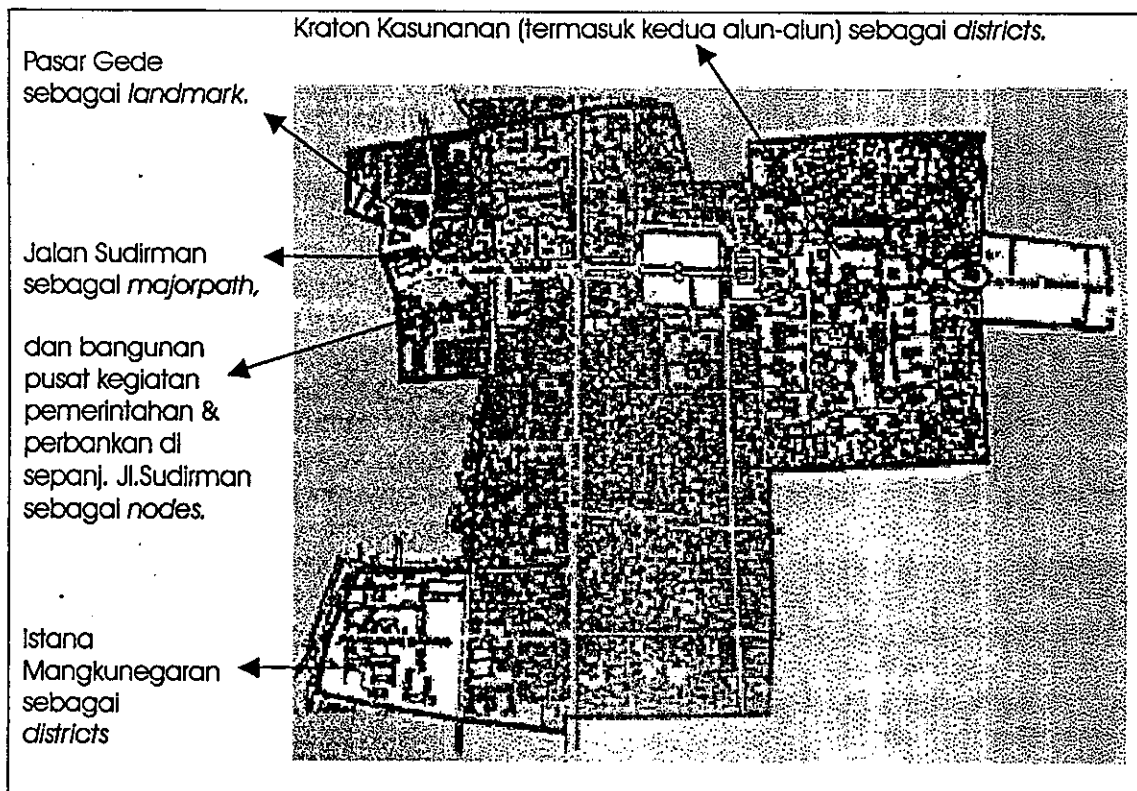 Kraton Kasunanan (termasuk kedua alun-alun) sebagai districts.
Pasar Gede
sebagai landmark.
Jalan Sudirman
sebagai majorpath,
dan bangunan
pusat kegiatan
pemerintahan &
perbankan di
sepanj. Jl.Sudirman
sebagai nodes.
Istana
Mangkunegaran
sebagai
districts